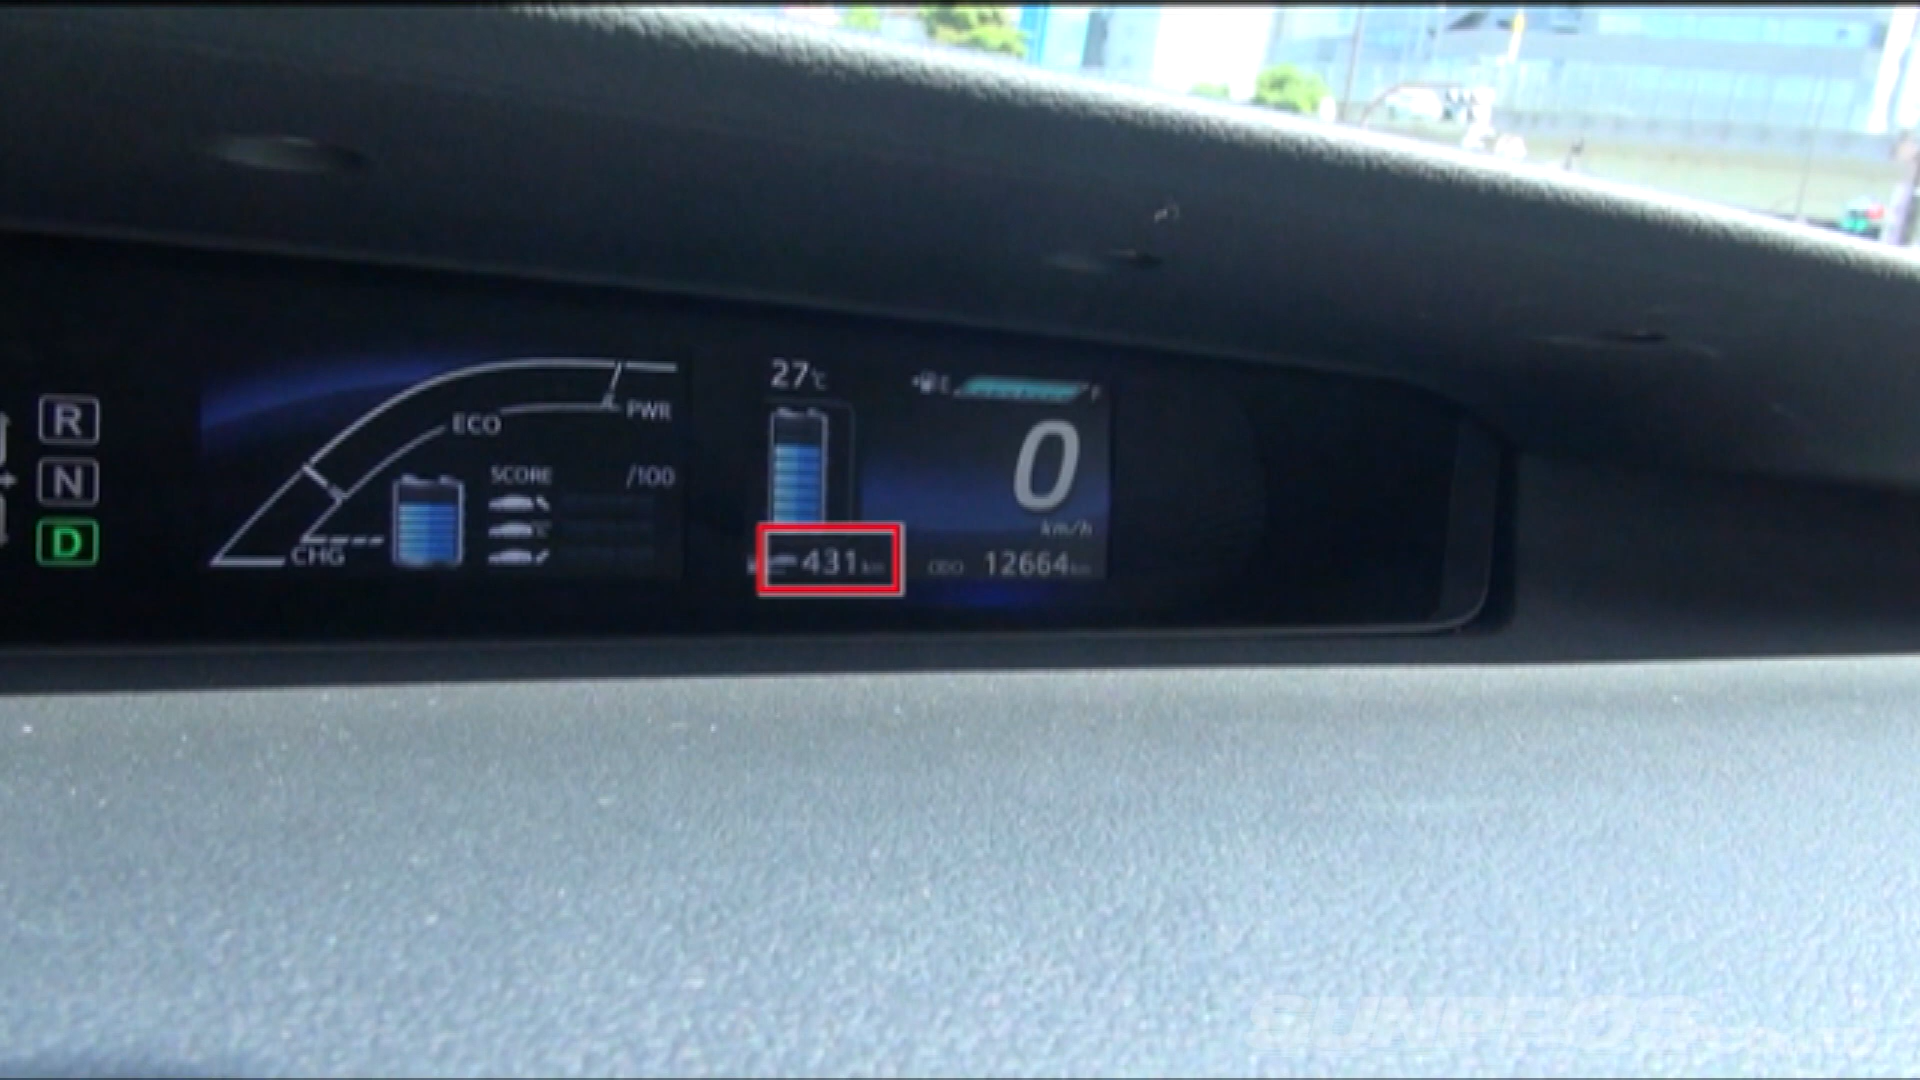 R
N
D
ECO
PWR
CHG
SCORE /100
27℃
E F
0
km/h
431 km
ODO 12664 km